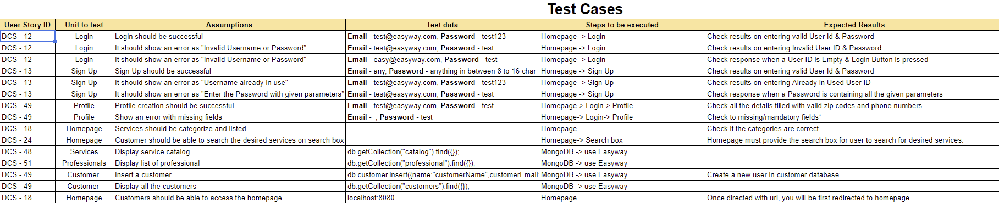 Test Cases
User Story ID Unit to test Assumptions Test data Steps to be executed Expected Results
DCS - 12 Login Login should be successful Email - test@easyway.com, Password - test123 Homepage -> Login Check results on entering valid User Id & Password
DCS - 12 Login It should show an error as "Invalid Username or Password" Email - test@easyway.com, Password - test Homepage -> Login Check results on entering Invalid User ID & Password
DCS - 12 Login It should show an error as "Invalid Username or Password" Email - easy@easyway.com, Password - test Homepage -> Login Check response when a User ID is Empty & Login Button is pressed
DCS - 13 Sign Up Sign Up should be successful Email - any, Password - anything in between 8 to 16 char Homepage -> Sign Up Check results on entering valid User Id & Password
DCS - 13 Sign Up It should show an error as "Username already in use" Email - test@easyway.com, Password - test123 Homepage -> Sign Up Check results on entering Already in Used User ID
DCS - 13 Sign Up It should show an error as "Enter the Password with given parameters" Email - test@easyway.com, Password - test Homepage -> Sign Up Check response when a Password is containing all the given parameters
DCS - 49 Profile Profile creation should be successful Email - test@easyway.com, Password - test Homepage-> Login-> Profile Check all the details filled with valid zip codes and phone numbers.
DCS - 49 Profile Show an error with missing fields Email - , Password - test Homepage-> Login-> Profile Check to missing/mandatory fields*
DCS - 18 Homepage Services should be categorize and listed Homepage Check if the categories are correct
DCS - 24 Homepage Customer should be able to search the desired services on search box Homepage-> Search box Homepage must provide the search box for user to search for desired services.
DCS - 48 Services Display service catalog db.getCollection("catalog").find({}); MongoDB -> use Easyway
DCS - 51 Professionals Display list of professional db.getCollection("professional").find({}); MongoDB -> use Easyway
DCS - 49 Customer Insert a customer db.customer.insert({name:"customerName",customerEmail MongoDB -> use Easyway Create a new user in customer database
DCS - 49 Customer Display all the customers db.getCollection("customers").find({}); MongoDB -> use Easyway
DCS - 18 Homepage Customers should be able to access the homepage localhost:8080 Homepage Once directed with url, you will be first redirected to homepage.